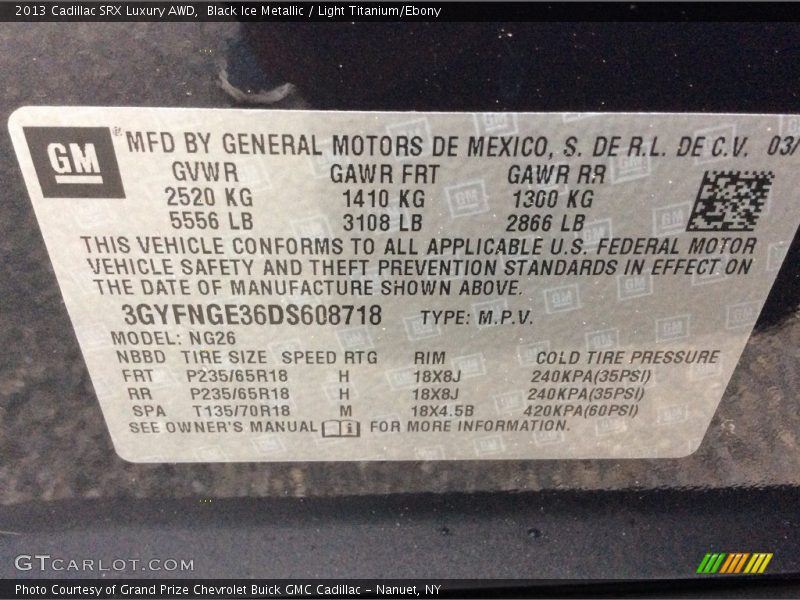 2013 Cadillac SRX Luxury AWD, Black Ice Metallic / Light Titanium/Ebony
GM ® MFD BY GENERAL MOTORS DE MEXICO, S. DE R.L. DE C.V. 03/
GVWR GAWR FRT GAWR RR
2520 KG 1410 KG 1300 KG
5556 LB 3108 LB 2866 LB
THIS VEHICLE CONFORMS TO ALL APPLICABLE U.S. FEDERAL MOTOR
VEHICLE SAFETY AND THEFT PREVENTION STANDARDS IN EFFECT ON
THE DATE OF MANUFACTURE SHOWN ABOVE.
3GYFNGE36DS608718 TYPE: M.P.V.
MODEL: NG26
NBBD TIRE SIZE SPEED RTG RIM COLD TIRE PRESSURE
FRT P235/65R18 H 18X8J 240KPA(35PSI)
RR P235/65R18 H 18X8J 240KPA(35PSI)
SPA T135/70R18 M 18X4.5B 420KPA(60PSI)
SEE OWNER'S MANUAL i FOR MORE INFORMATION.
GTCARLOT.COM
Photo Courtesy of Grand Prize Chevrolet Buick GMC Cadillac - Nanuet, NY